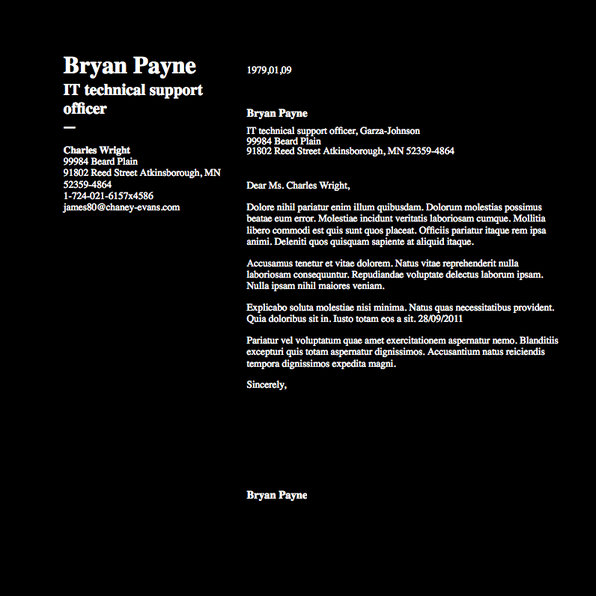 Bryan Payne
IT technical support
officer
—
Charles Wright
99984 Beard Plain
91802 Reed Street Atkinsborough, MN
52359-4864
1-724-021-6157x4586
james80@chaney-evans.com
1979,01,09
Bryan Payne
IT technical support officer, Garza-Johnson
99984 Beard Plain
91802 Reed Street Atkinsborough, MN 52359-4864
Dear Ms. Charles Wright,
Dolore nihil pariatur enim illum quibusdam. Dolorum molestias possimus
beatae eum error. Molestiae incidunt veritatis laboriosam cumque. Mollitia
libero commodi est quis sunt quos placeat. Officiis pariatur itaque rem ipsa
animi. Deleniti quos quisquam sapiente at aliquid itaque.
Accusamus tenetur et vitae dolorem. Natus vitae reprehenderit nulla
laboriosam consequuntur. Repudiandae voluptate delectus laborum ipsam.
Nulla ipsam nihil maiores veniam.
Explicabo soluta molestiae nisi minima. Natus quas necessitatibus provident.
Quia doloribus sit in. Iusto totam eos a sit. 28/09/2011
Pariatur vel voluptatum quae amet exercitationem aspernatur nemo. Blanditiis
excepturi quis totam aspernatur dignissimos. Accusantium natus reiciendis
tempora dignissimos expedita magni.
Sincerely,
Bryan Payne